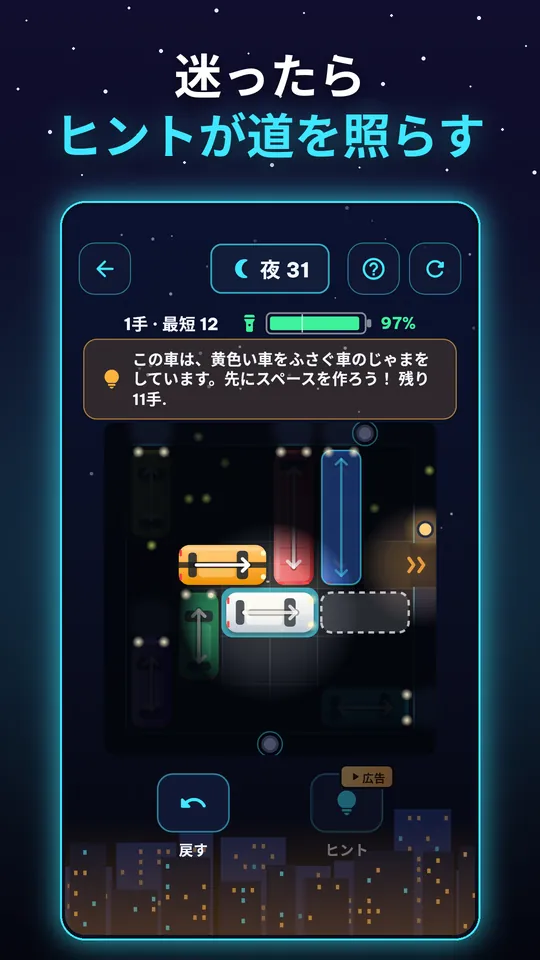 迷ったら
ヒントが道を照らす
夜 31
1手 · 最短 12
97%
この車は、黄色い車をふさぐ車のじゃまを
しています。先にスペースを作ろう！ 残り
11手.
広告
戻す
ヒント